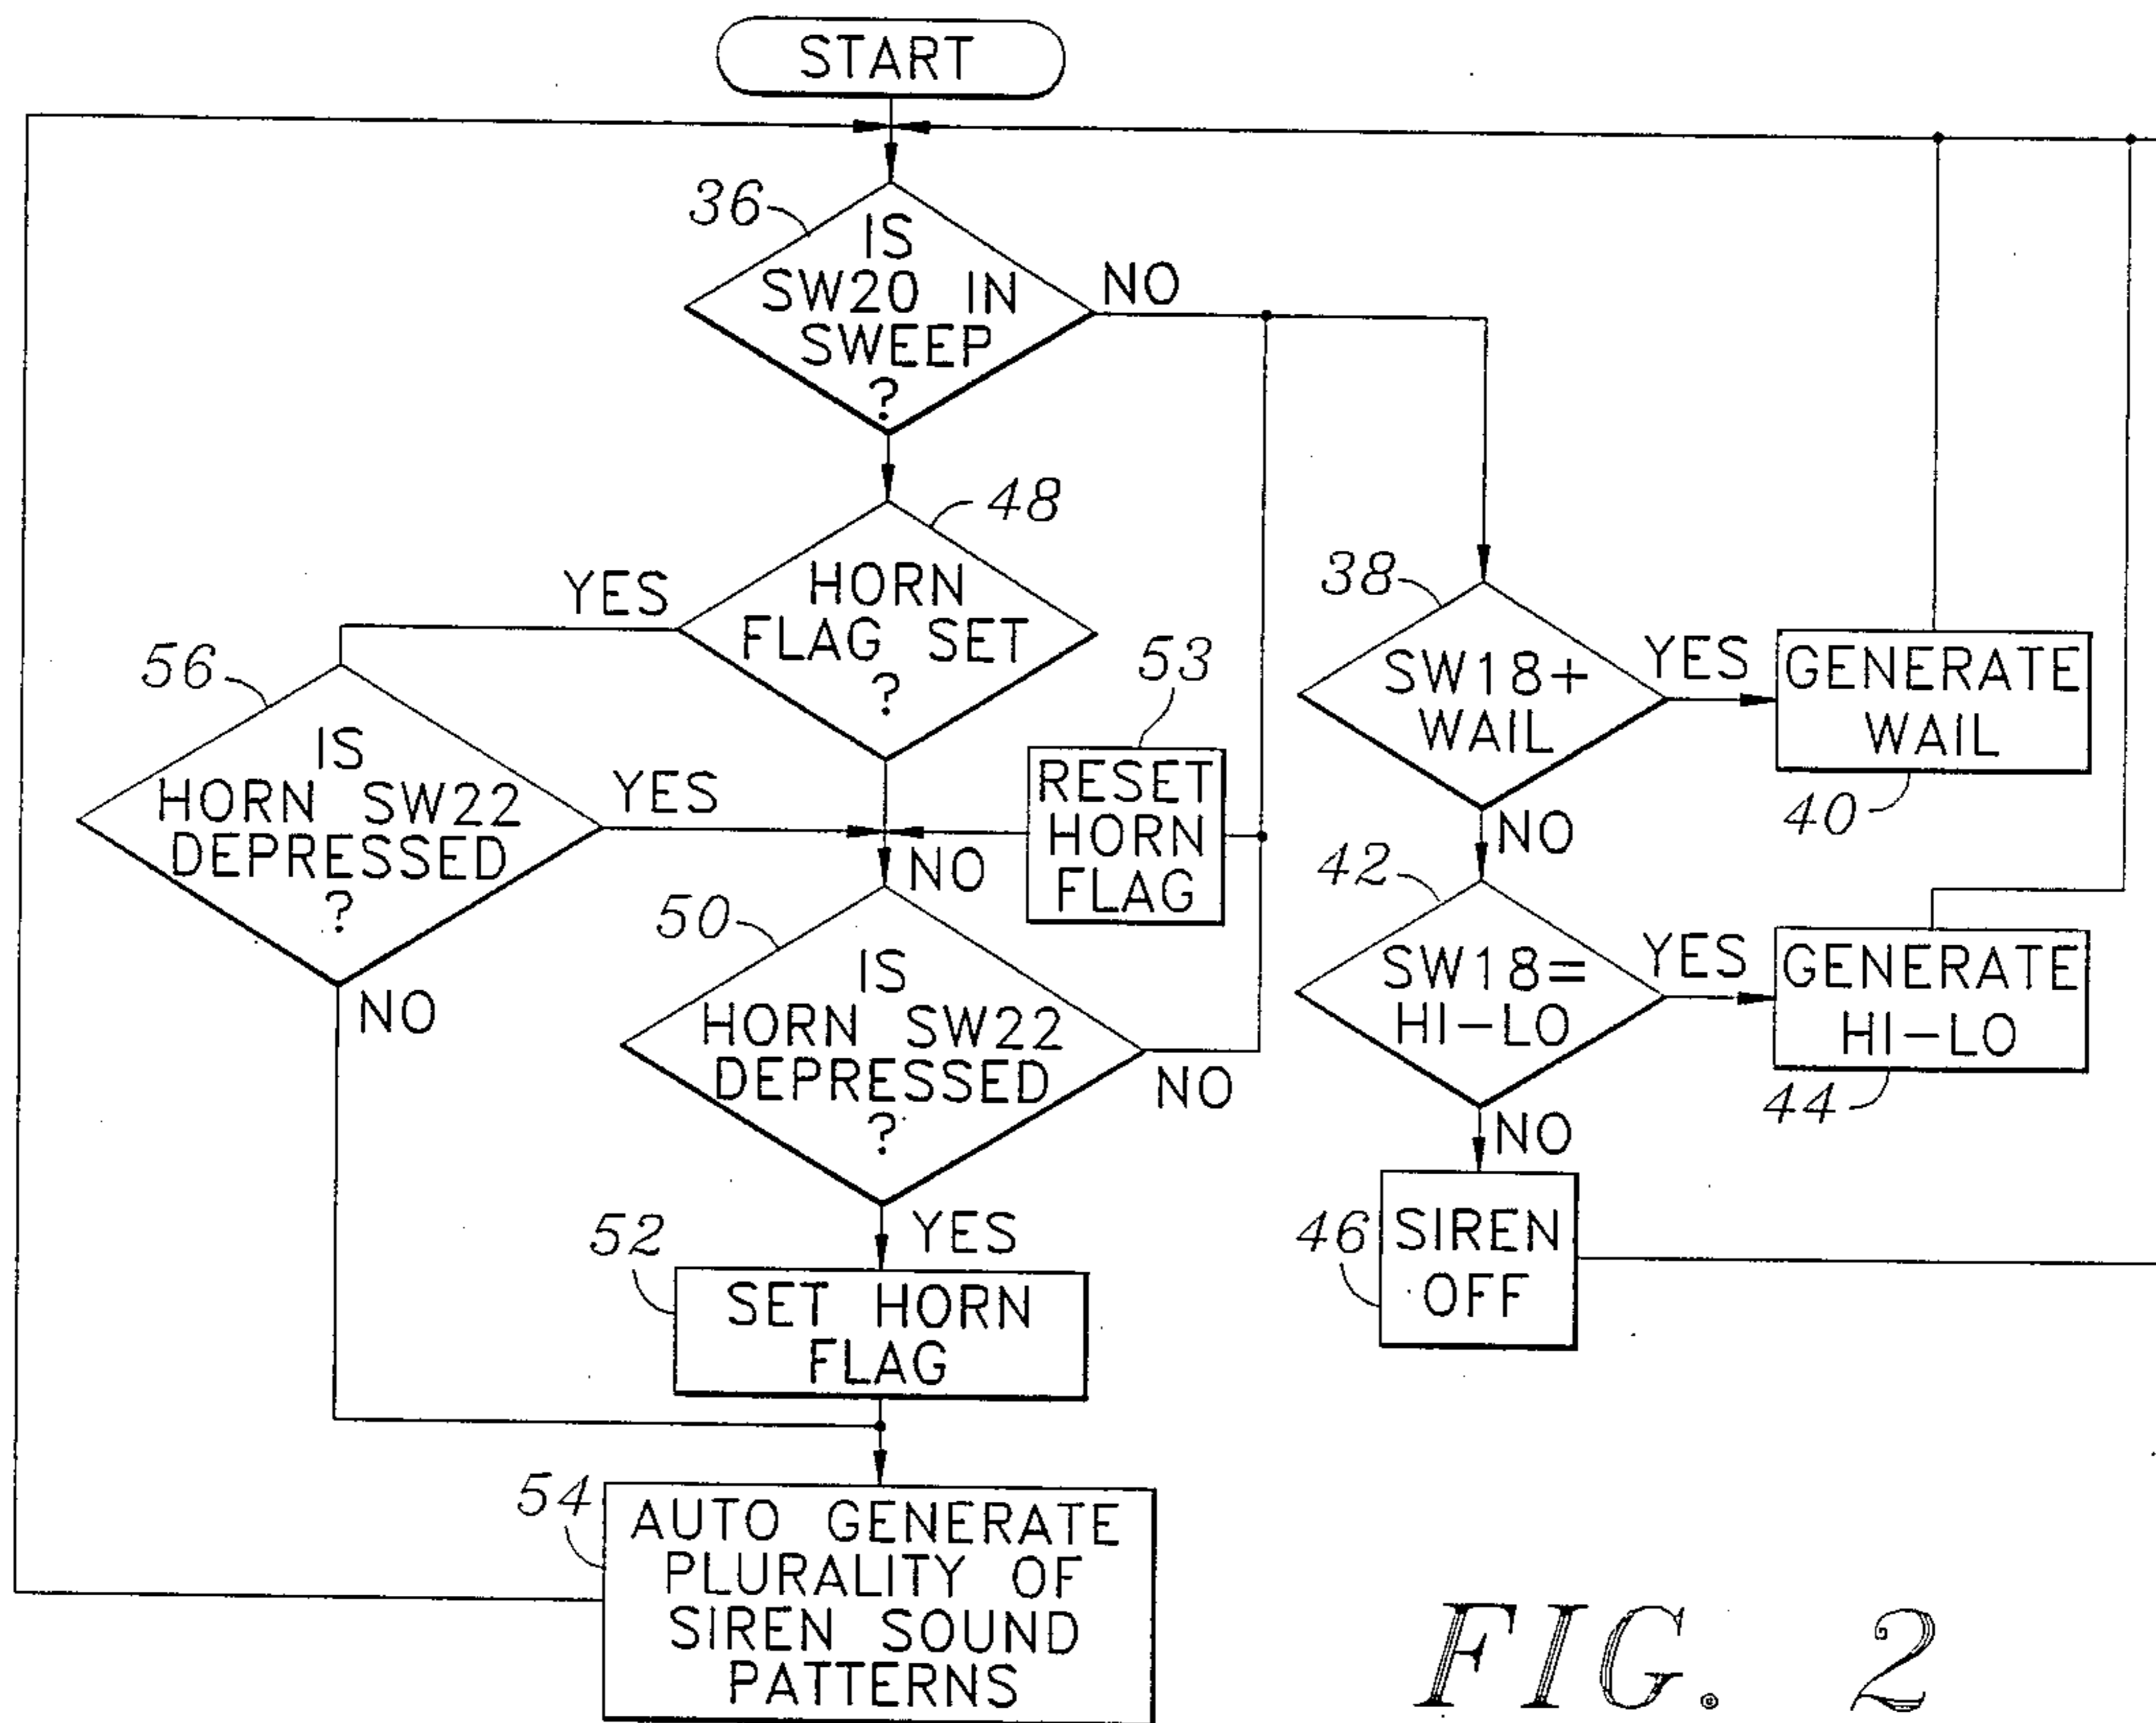 START
36
IS
SW20 IN
SWEEP
?
NO
48
HORN
FLAG SET
?
YES
56
IS
HORN SW22
DEPRESSED
?
YES
NO
53
RESET
HORN
FLAG
NO
50
IS
HORN SW22
DEPRESSED
?
NO
YES
52
SET HORN
FLAG
54
AUTO GENERATE
PLURALITY OF
SIREN SOUND
PATTERNS
38
SW18+
WAIL
YES
GENERATE
WAIL
40
NO
42
SW18=
HI-LO
YES
GENERATE
HI-LO
44
NO
46
SIREN
OFF
FIG. 2